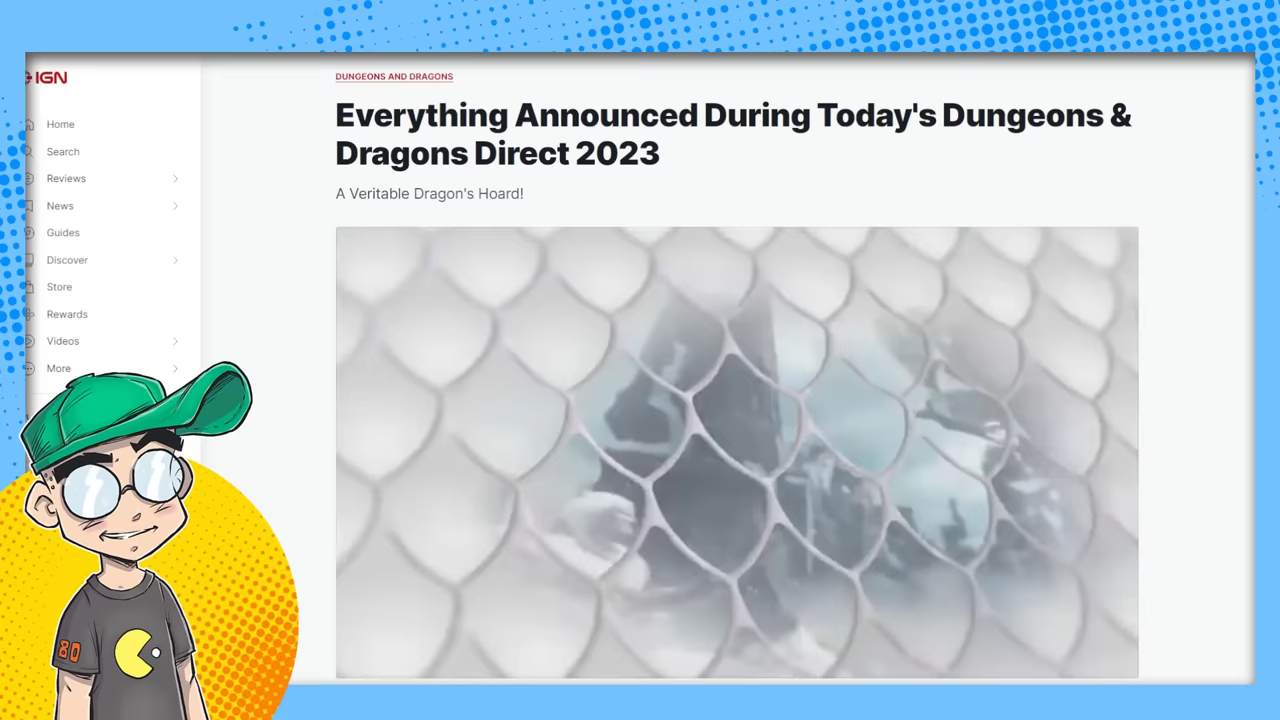 IGN
DUNGEONS AND DRAGONS
Everything Announced During Today's Dungeons &
Dragons Direct 2023
A Veritable Dragon's Hoard!
Home
Search
Reviews
News
Guides
Discover
Store
Rewards
Videos
More
80